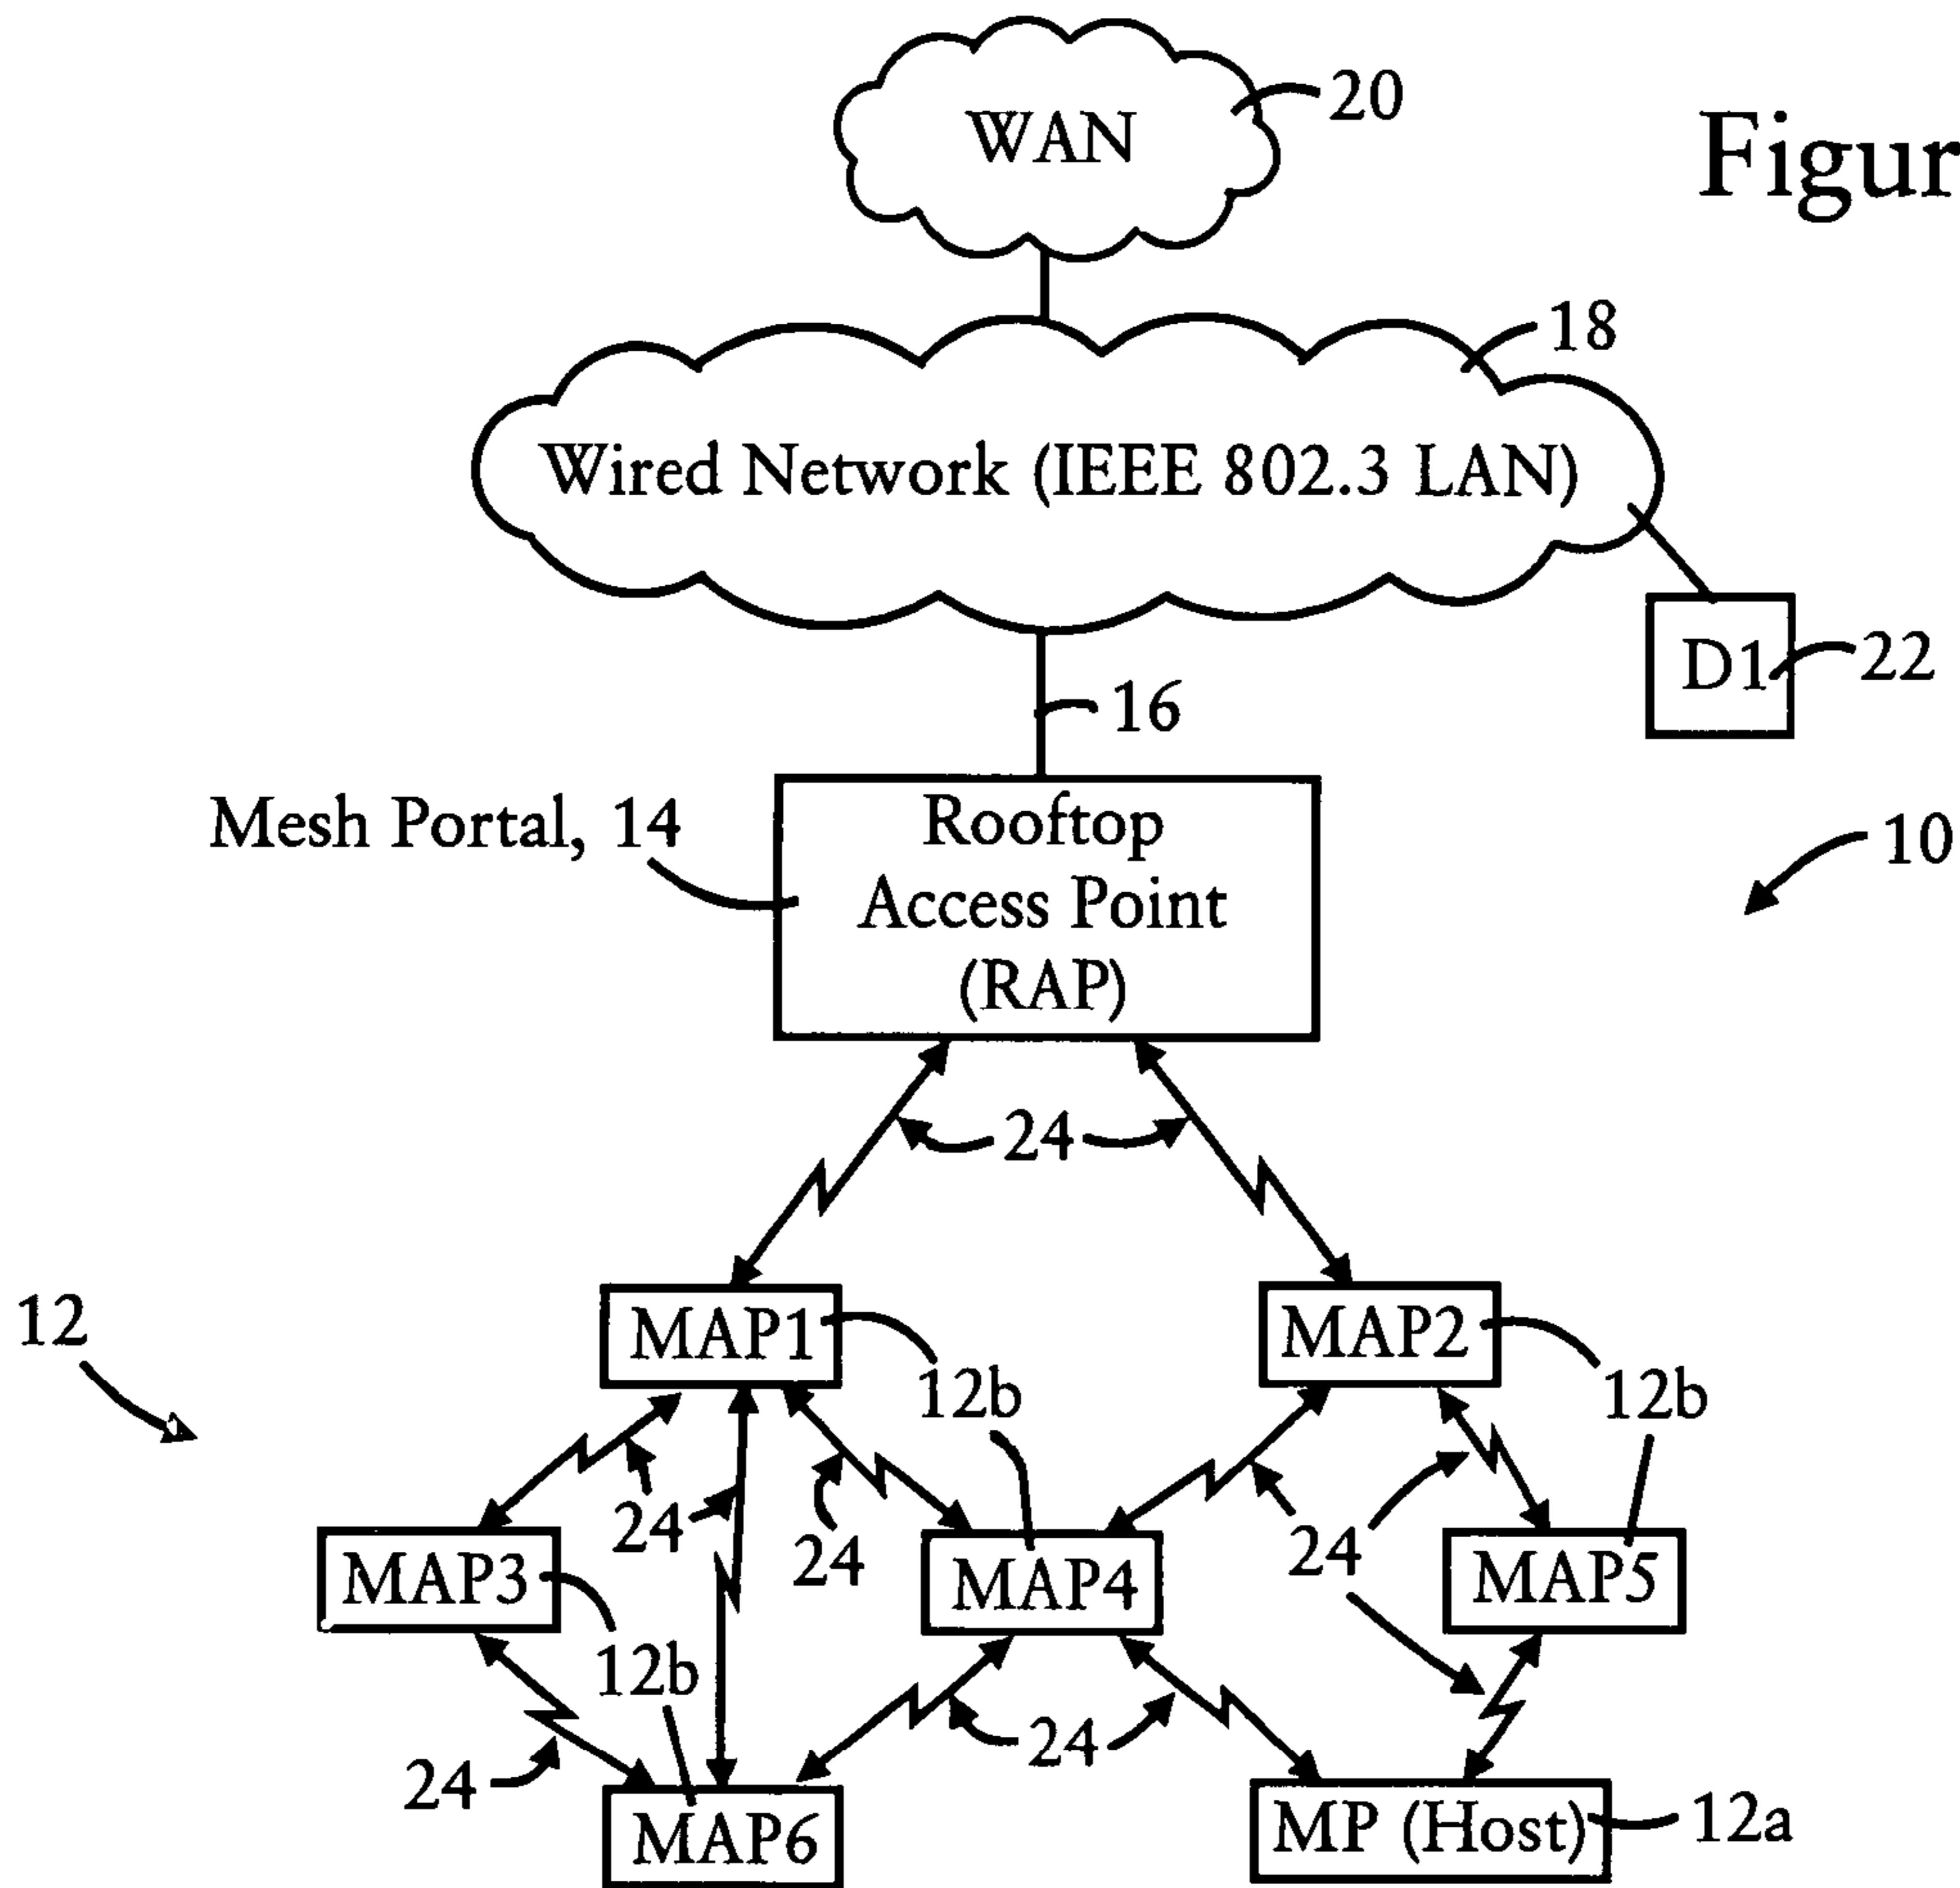 WAN
20
Figur
18
Wired Network (IEEE 802.3 LAN)
D1
22
16
Mesh Portal, 14
Rooftop
Access Point
(RAP)
10
24
12
MAP1
MAP2
12b
12b
24
24
24
MAP3
MAP4
MAP5
12b
24
24
MAP6
MP (Host)
12a